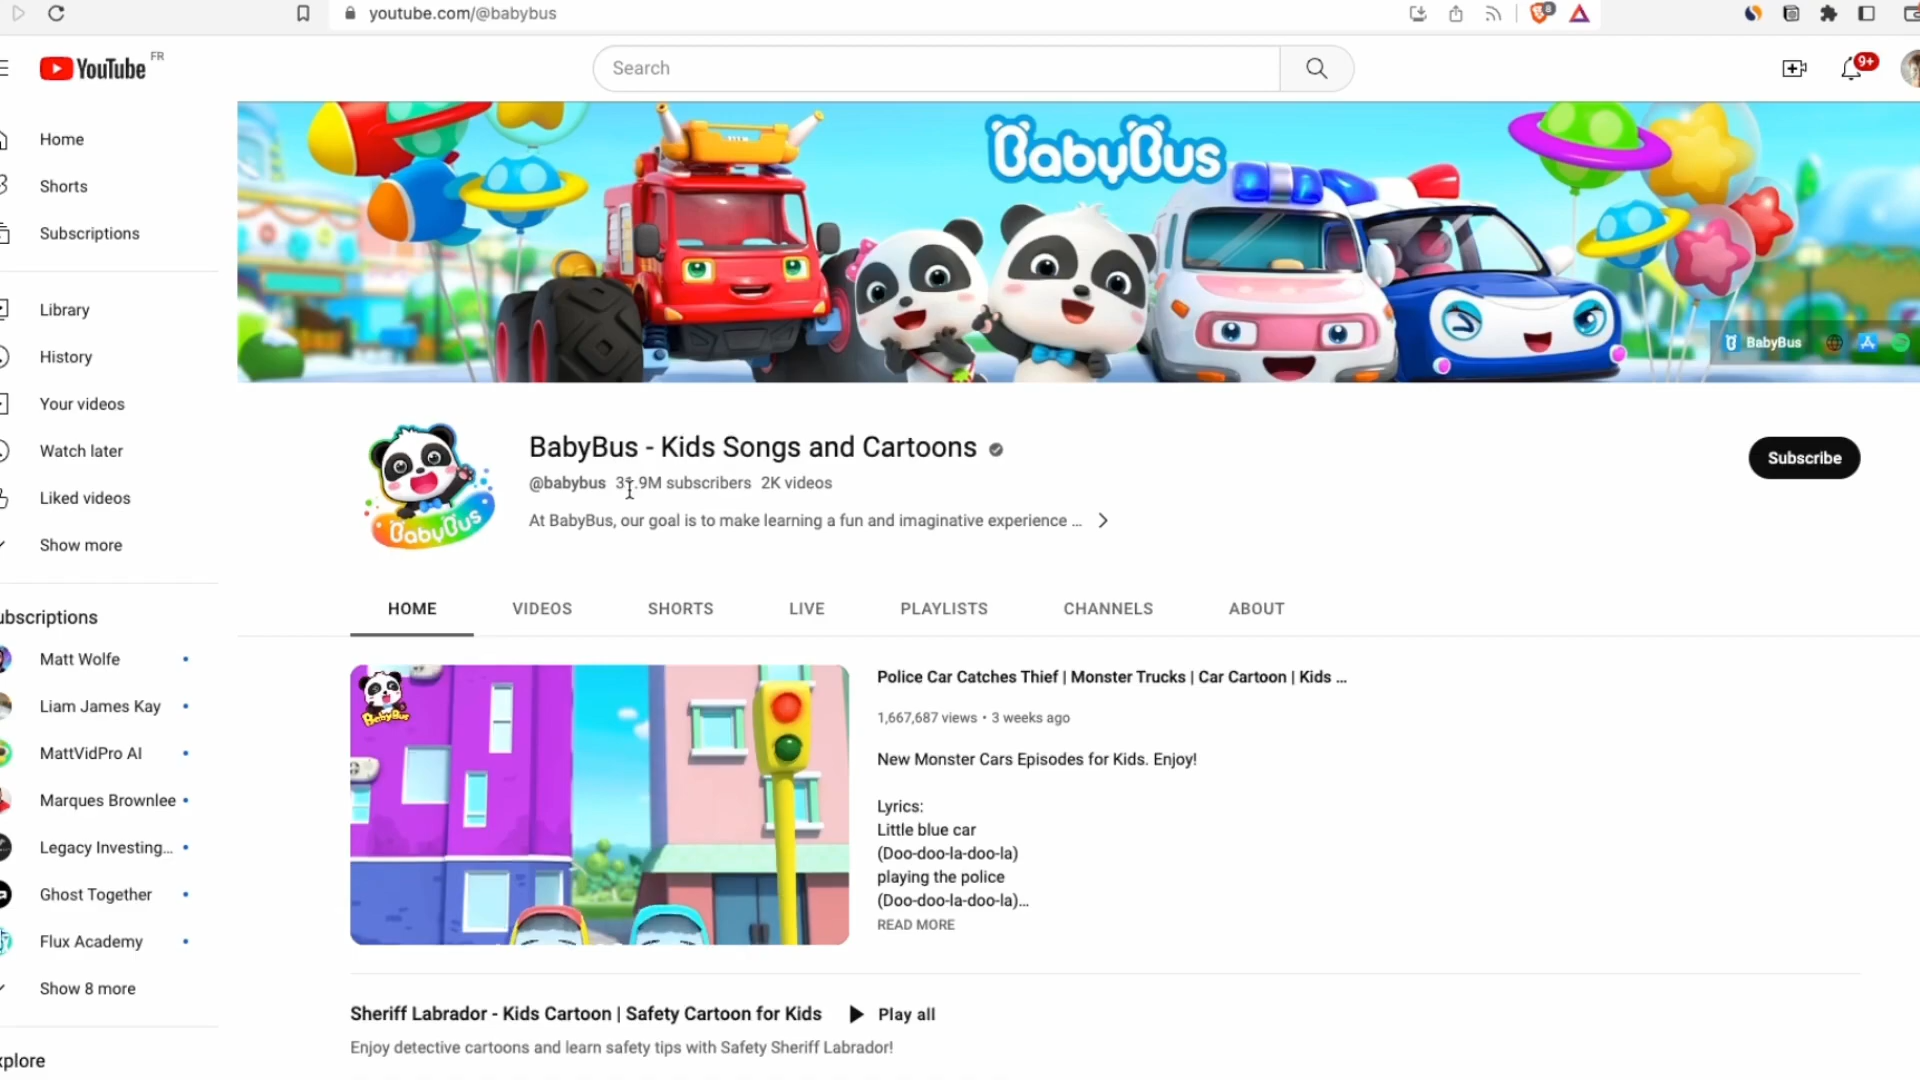 youtube.com/@babybus
8
YouTube FR
Search
9+
Home
Shorts
Subscriptions
Library
History
Your videos
Watch later
Liked videos
Show more
ubscriptions
Matt Wolfe
Liam James Kay
MattVidPro AI
Marques Brownlee
Legacy Investing...
Ghost Together
Flux Academy
Show 8 more
xplore
BabyBus
BabyBus
BabyBus
BabyBus - Kids Songs and Cartoons
@babybus subscribers 2K videos
At BabyBus, our goal is to make learning a fun and imaginative experience ...
Subscribe
HOME VIDEOS SHORTS LIVE PLAYLISTS CHANNELS ABOUT
BabyBus
Police Car Catches Thief | Monster Trucks | Car Cartoon | Kids ...
1,667,687 views • 3 weeks ago
New Monster Cars Episodes for Kids. Enjoy!
Lyrics:
Little blue car
(Doo-doo-la-doo-la)
playing the police
(Doo-doo-la-doo-la)...
READ MORE
Sheriff Labrador - Kids Cartoon | Safety Cartoon for Kids Play all
Enjoy detective cartoons and learn safety tips with Safety Sheriff Labrador!